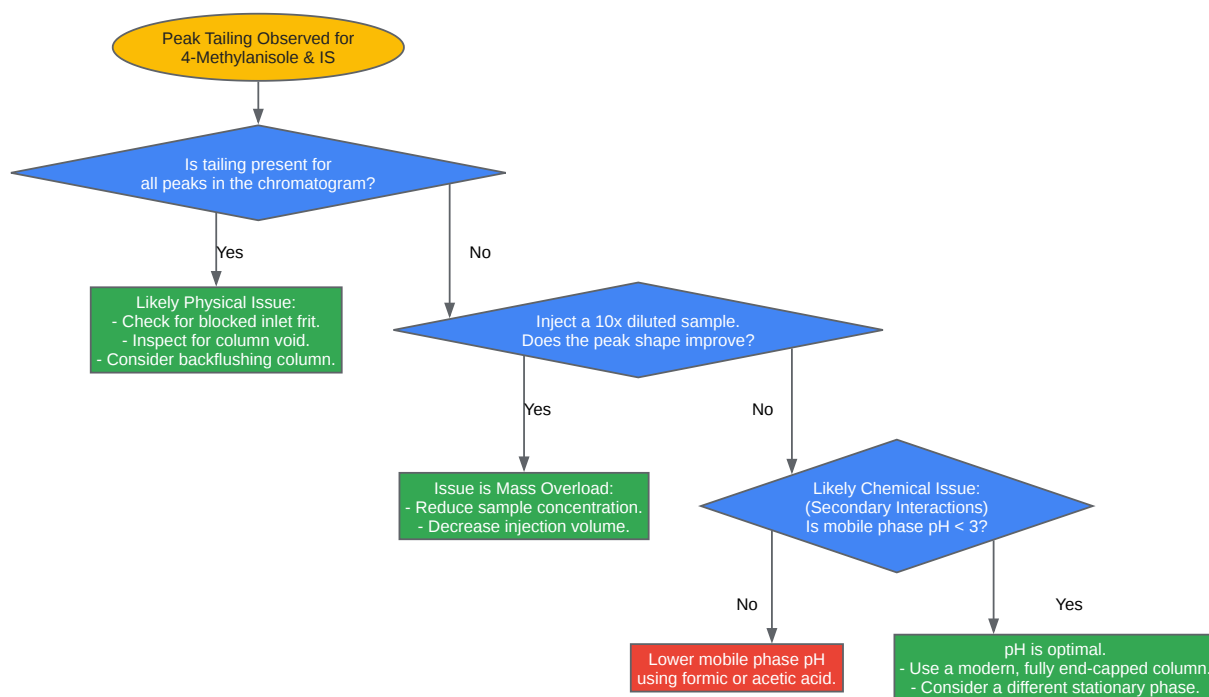 Peak Tailing Observed for
4-Methylanisole & IS
Is tailing present for
all peaks in the chromatogram?
Yes
No
Likely Physical Issue:
- Check for blocked inlet frit.
- Inspect for column void.
- Consider backflushing column.
Inject a 10x diluted sample.
Does the peak shape improve?
Yes
No
Issue is Mass Overload:
- Reduce sample concentration.
- Decrease injection volume.
Likely Chemical Issue:
(Secondary Interactions)
Is mobile phase pH < 3?
No
Yes
Lower mobile phase pH
using formic or acetic acid.
pH is optimal.
- Use a modern, fully end-capped column.
- Consider a different stationary phase.